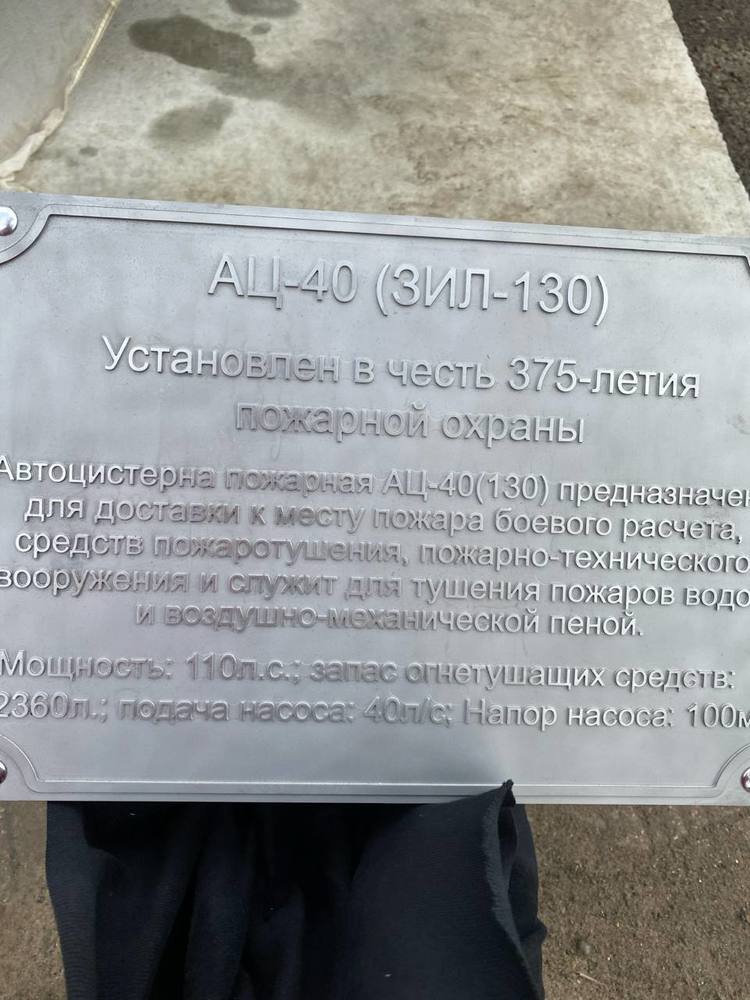 АЦ-40 (ЗИЛ-130)
Установлен в честь 375-летия
пожарной охраны
Автоцистерна пожарная АЦ-40(130) предназначен
для доставки к месту пожара боевого расчета,
средств пожаротушения, пожарно-технического
вооружения и служит для тушения пожаров водо
и воздушно-механической пеной.
Мощность: 110л.с.; запас огнетушащих средств:
2360л.; подача насоса: 40л/с; Напор насоса: 100м